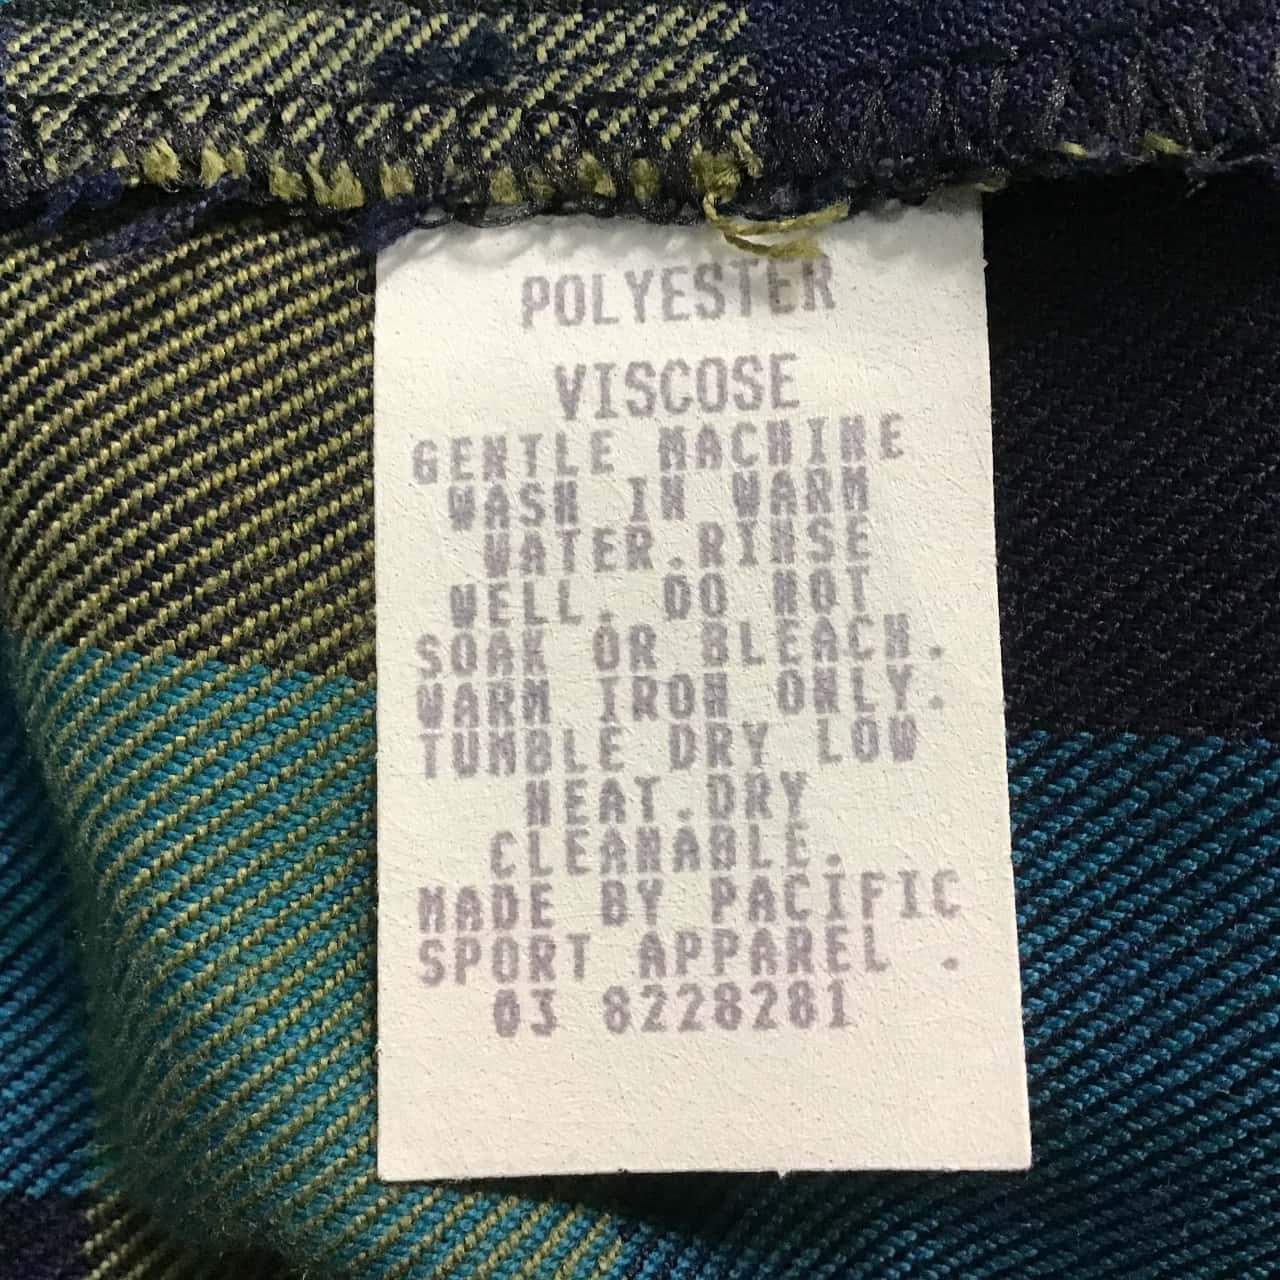 POLYESTER
VISCOSE
GENTLE MACHINE
WASH IN WARM
WATER.RINSE
WELL. DO NOT
SOAK OR BLEACH.
WARM IRON ONLY.
TUMBLE DRY LOW
HEAT.DRY
CLEANABLE.
MADE BY PACIFIC
SPORT APPAREL .
03 8228281